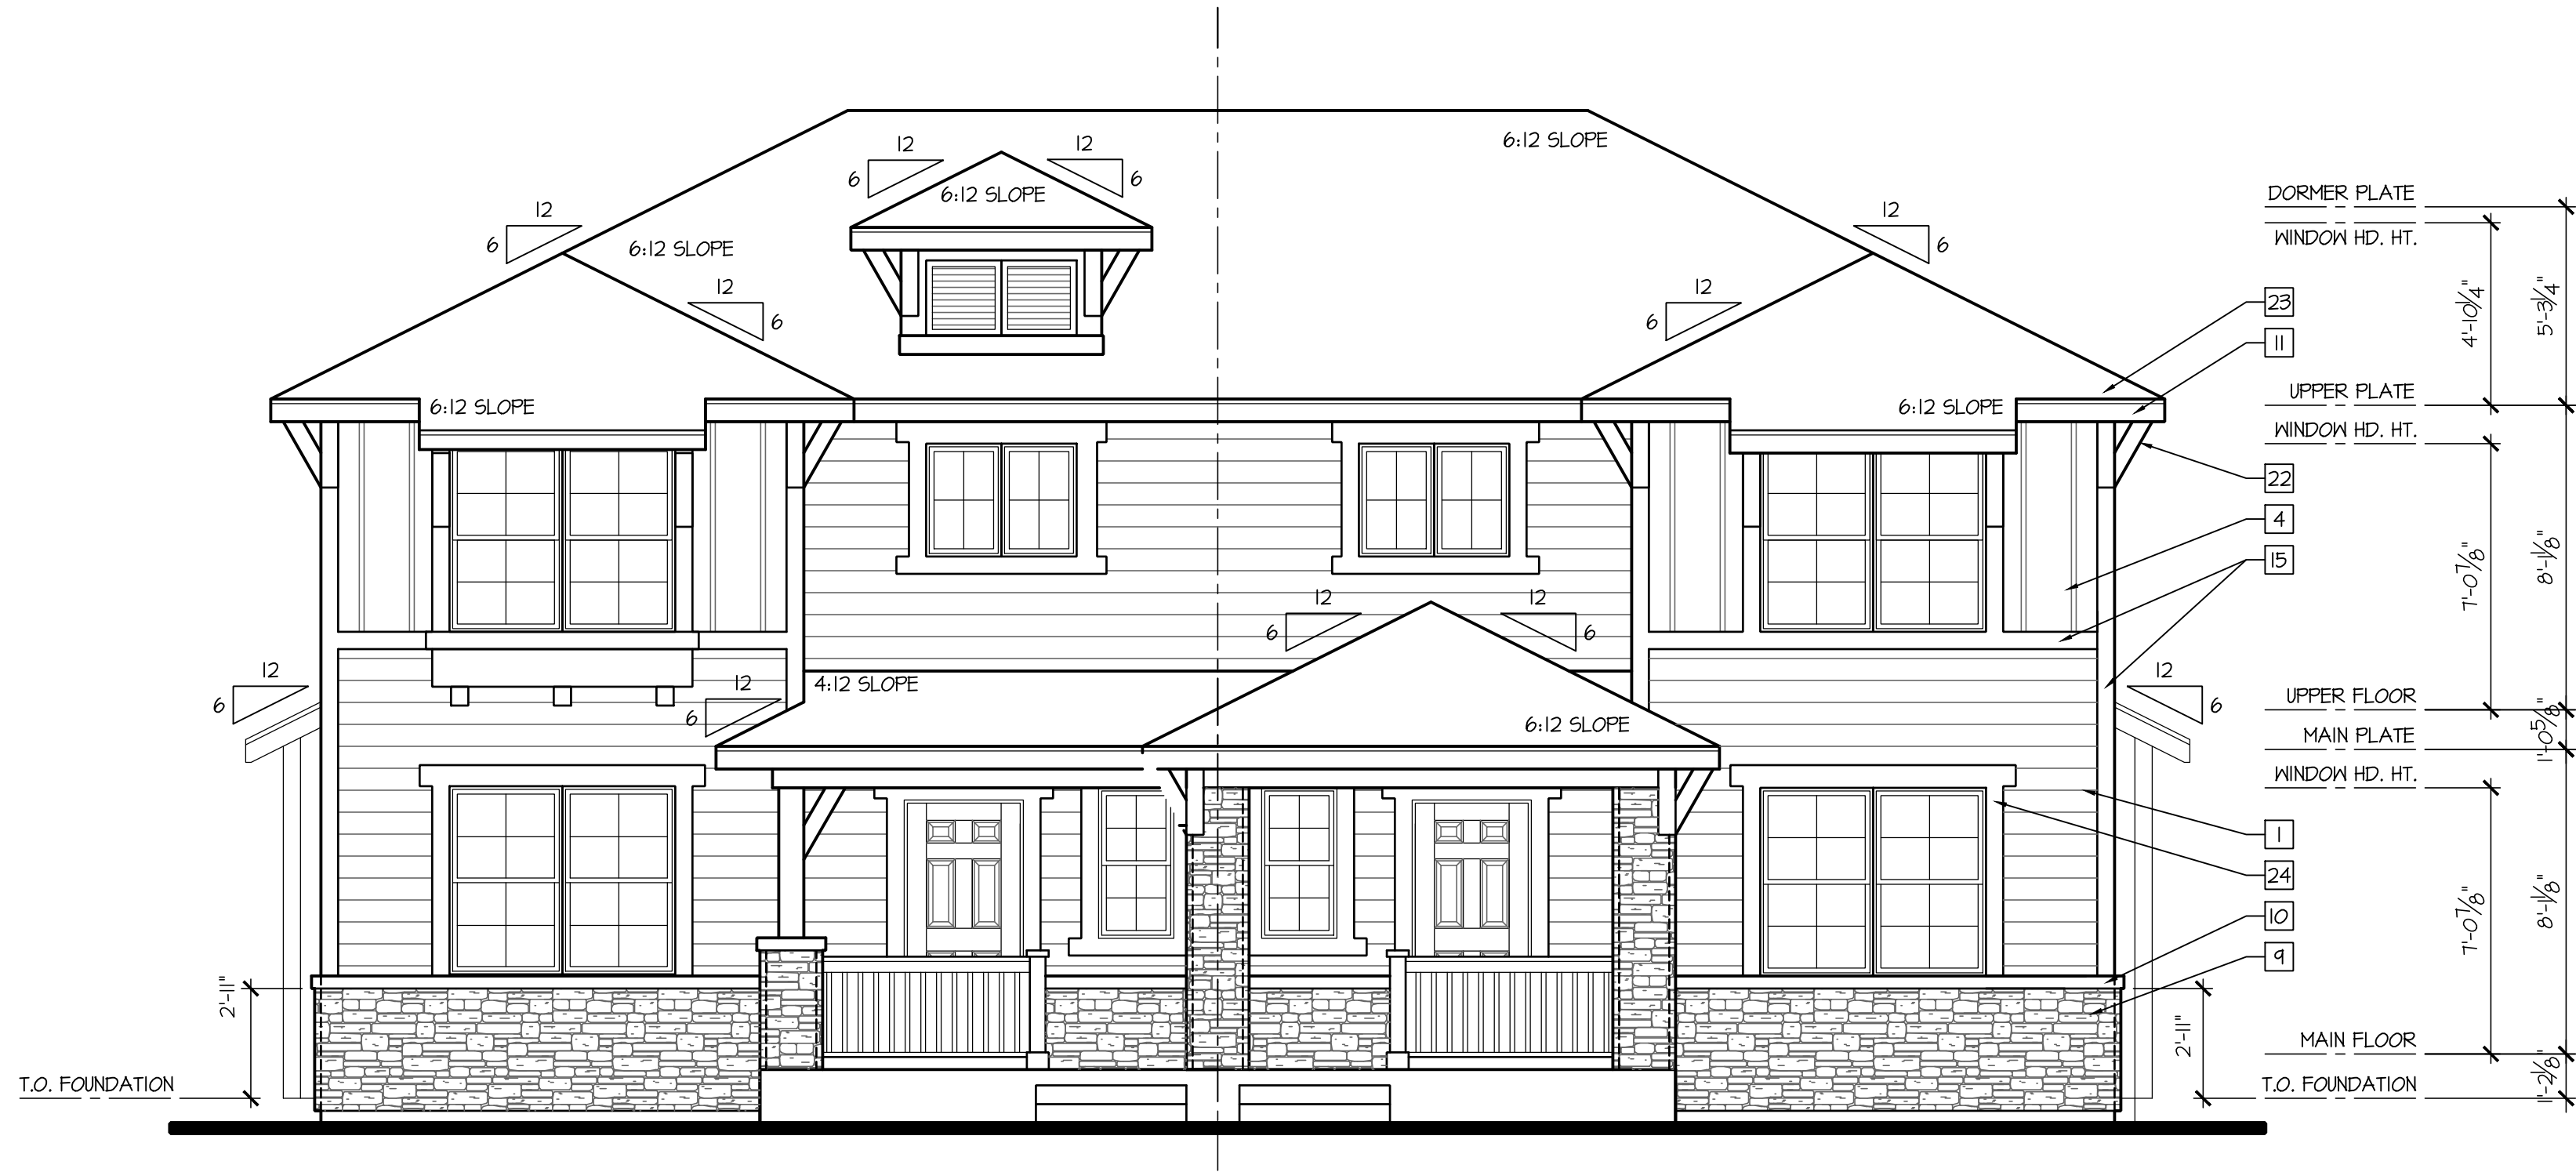 6:12 SLOPE
12
6
12
6
6:12 SLOPE
12
6
6:12 SLOPE
12
6
12
6
12
6
6:12 SLOPE
6:12 SLOPE
12
6
12
6
12
6
4:12 SLOPE
12
6
6:12 SLOPE
12
6
12
6
DORMER PLATE
WINDOW HD. HT.
4'-10 1/4"
5'-3 1/4"
23
11
UPPER PLATE
WINDOW HD. HT.
22
4
15
7'-0 7/8"
8'-1 1/8"
UPPER FLOOR
1'-0 5/8"
MAIN PLATE
WINDOW HD. HT.
1
24
10
9
7'-0 7/8"
8'-1 1/8"
2'-11"
2'-11"
MAIN FLOOR
T.O. FOUNDATION
T.O. FOUNDATION
1'-2 1/8"